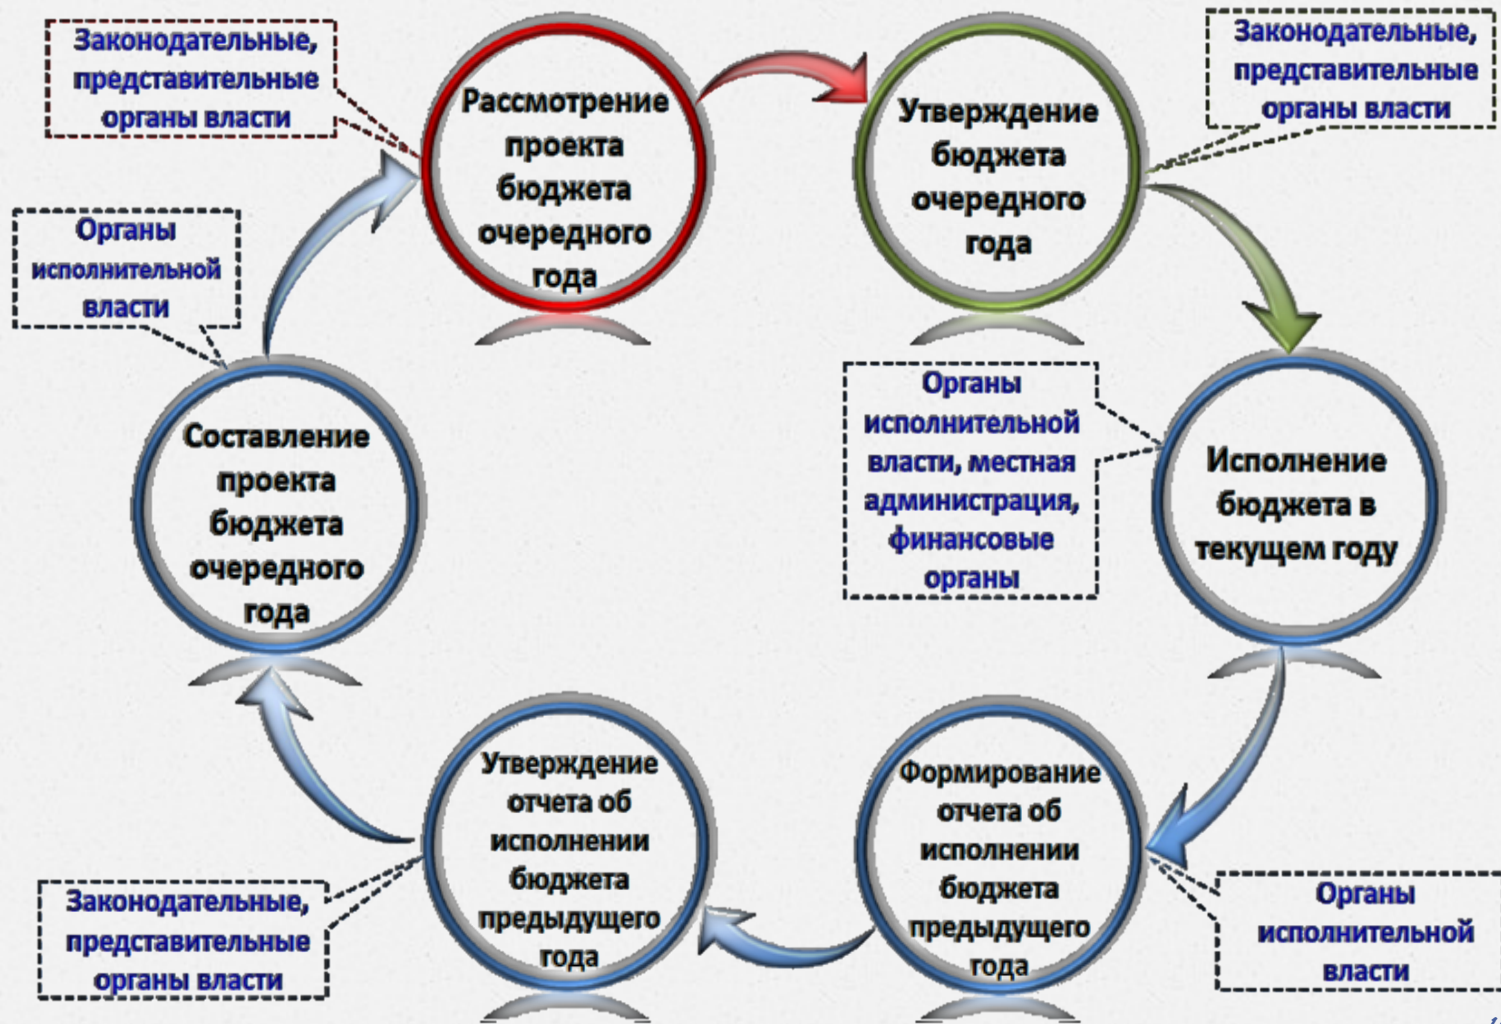 Законодательные,
представительные
органы власти
Рассмотрение
проекта
бюджета
очередного
года
Утверждение
бюджета
очередного
года
Законодательные,
представительные
органы власти
Органы
исполнительной
власти
Составление
проекта
бюджета
очередного
года
Органы
исполнительной
власти, местная
администрация,
финансовые
органы
Исполнение
бюджета в
текущем году
Утверждение
отчета об
исполнении
бюджета
предыдущего
года
Формирование
отчета об
исполнении
бюджета
предыдущего
года
Законодательные,
представительные
органы власти
Органы
исполнительной
власти